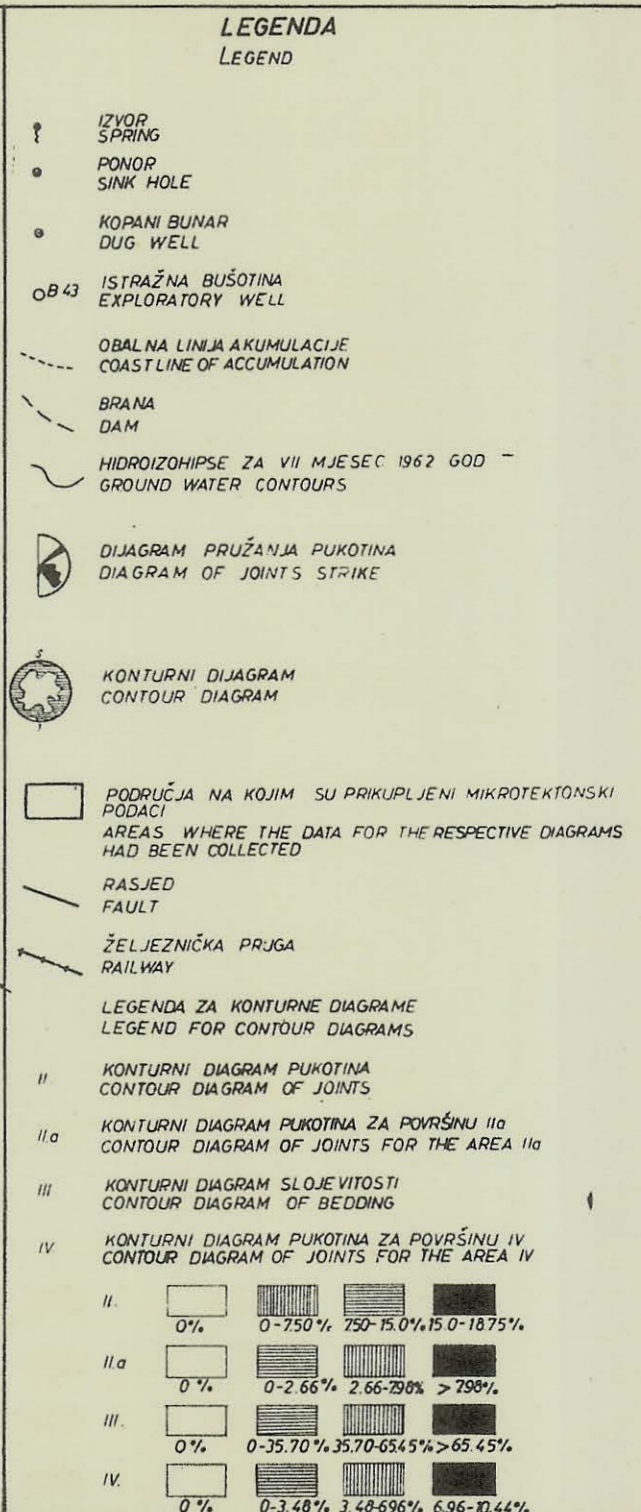 LEGENDA
LEGEND
IZVOR
SPRING
PONOR
SINK HOLE
KOPANI BUNAR
DUG WELL
B 43 ISTRAŽNA BUŠOTINA
EXPLORATORY WELL
OBALNA LINIJA AKUMULACIJE
COAST LINE OF ACCUMULATION
BRANA
DAM
HIDROIZOHIPSE ZA VII MJESEC 1962 GOD
GROUND WATER CONTOURS
DIJAGRAM PRUŽANJA PUKOTINA
DIAGRAM OF JOINTS STRIKE
S
KONTURNI DIJAGRAM
CONTOUR DIAGRAM
PODRUČJA NA KOJIM SU PRIKUPLJENI MIKROTEKTONSKI
PODACI
AREAS WHERE THE DATA FOR THE RESPECTIVE DIAGRAMS
HAD BEEN COLLECTED
RASJED
FAULT
ŽELJEZNIČKA PRUGA
RAILWAY
LEGENDA ZA KONTURNE DIAGRAME
LEGEND FOR CONTOUR DIAGRAMS
II KONTURNI DIAGRAM PUKOTINA
CONTOUR DIAGRAM OF JOINTS
II.a KONTURNI DIAGRAM PUKOTINA ZA POVRŠINU IIa
CONTOUR DIAGRAM OF JOINTS FOR THE AREA IIa
III KONTURNI DIAGRAM SLOJEVITOSTI
CONTOUR DIAGRAM OF BEDDING
IV KONTURNI DIAGRAM PUKOTINA ZA POVRŠINU IV
CONTOUR DIAGRAM OF JOINTS FOR THE AREA IV
II.
0% 0-7.50% 7.50-15.0% 15.0-18.75%
II.a
0% 0-2.66% 2.66-7.98% >7.98%
III.
0% 0-35.70% 35.70-65.45% >65.45%
IV.
0% 0-3.48% 3.48-6.96% 6.96-10.44%